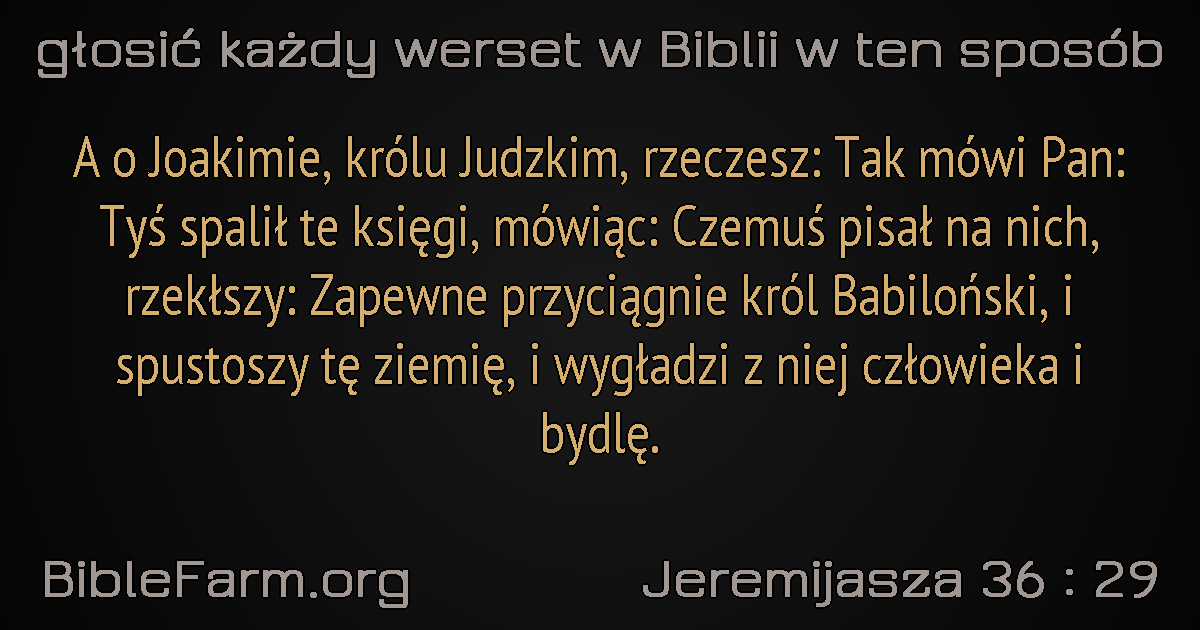 głosić każdy werset w Biblii w ten sposób
A o Joakimie, królu Judzkim, rzeczesz: Tak mówi Pan:
Tyś spalił te księgi, mówiąc: Czemuś pisał na nich,
rzekłszy: Zapewne przyciągnie król Babiloński, i
spustoszy tę ziemię, i wygładzi z niej człowieka i
bydlę.
BibleFarm.org
Jeremijasza 36 : 29